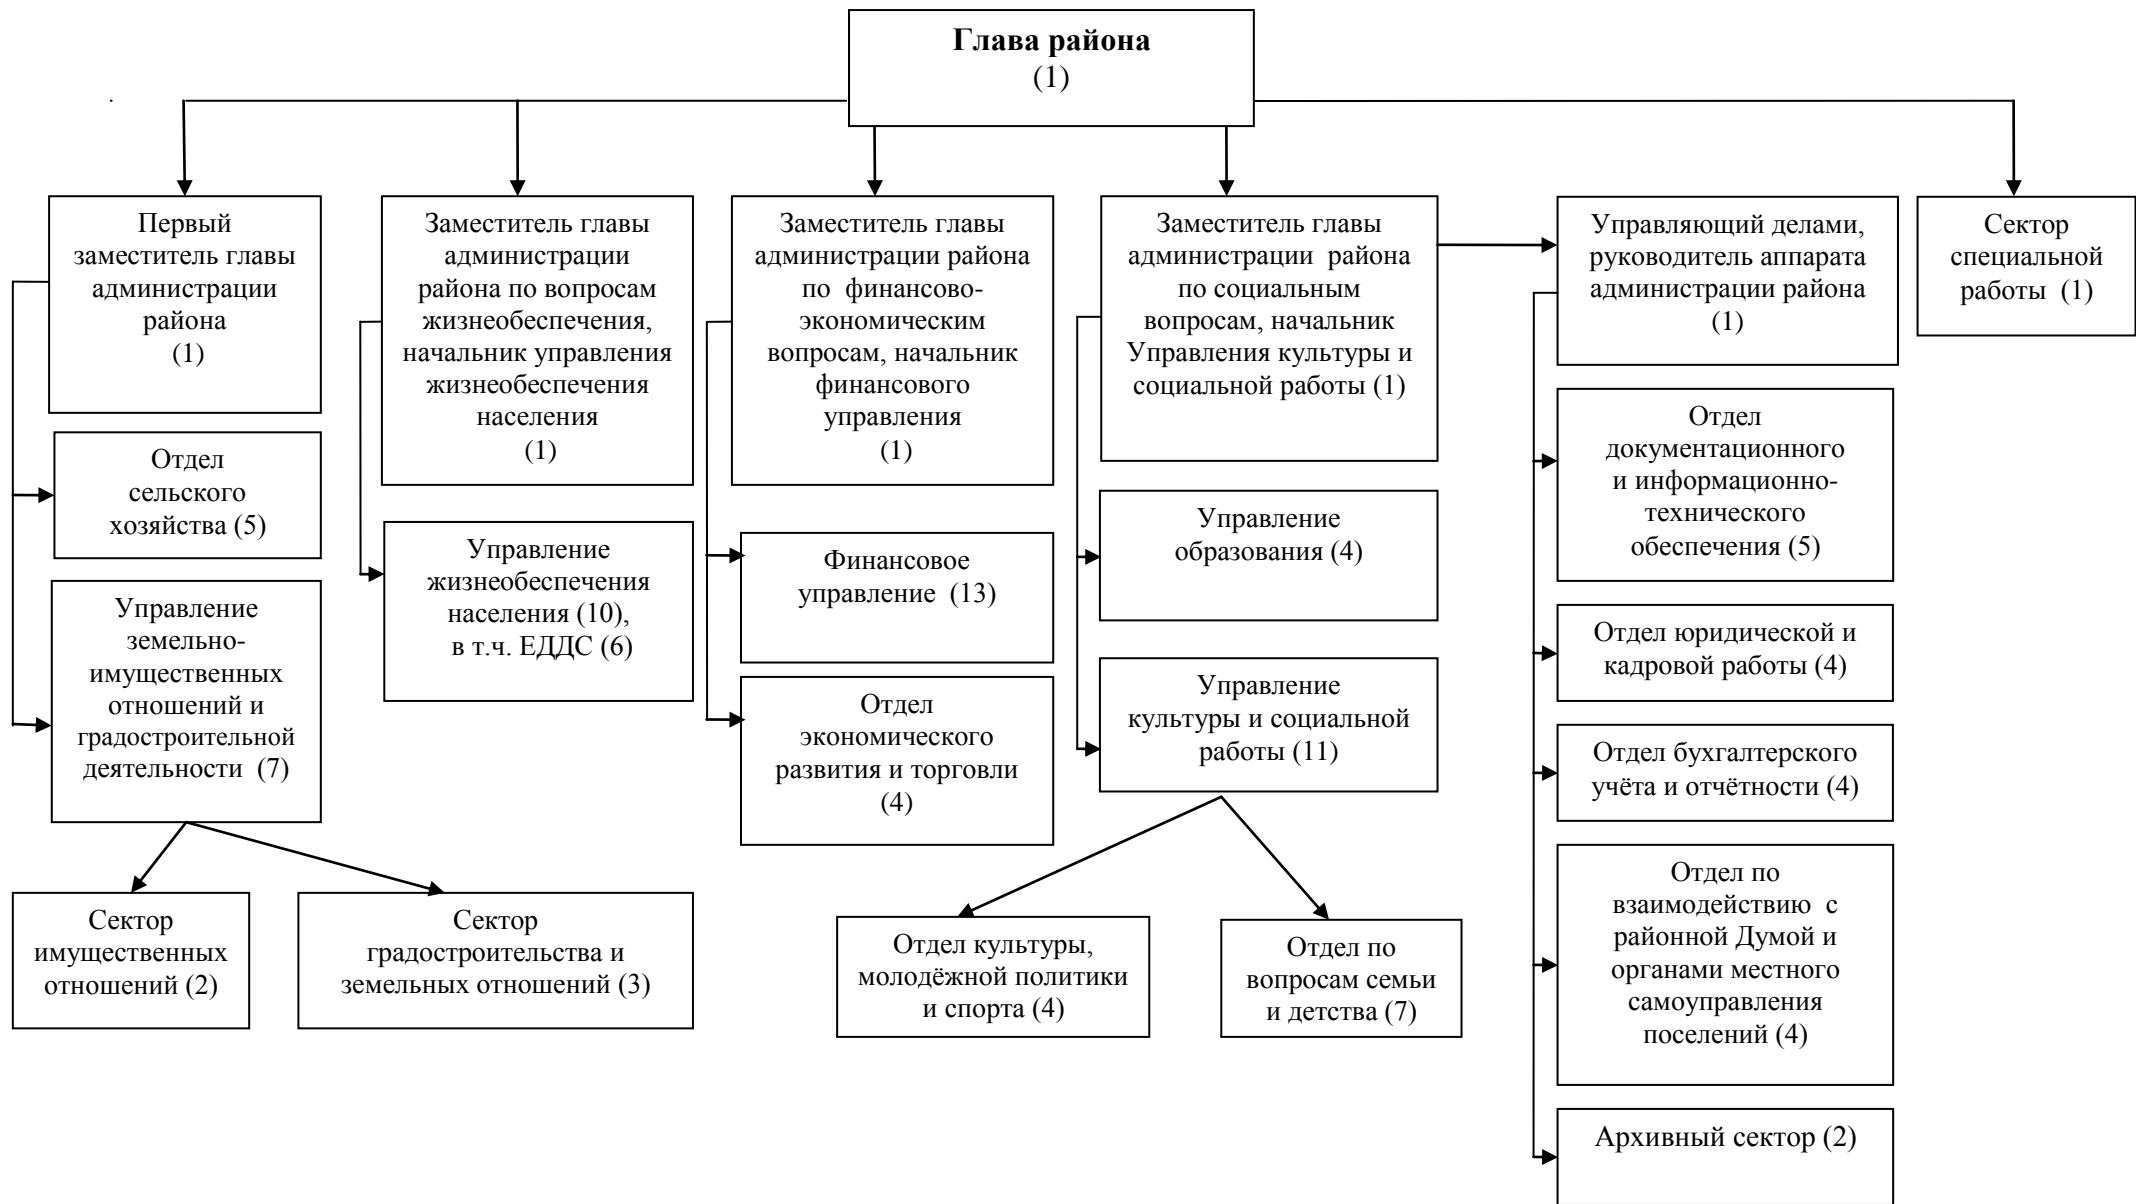 Глава района
(1)
Первый
заместитель главы
администрации
района
(1)
Заместитель главы
администрации
района по вопросам
жизнеобеспечения,
начальник управления
жизнеобеспечения
населения
(1)
Заместитель главы
администрации района
по финансово-
экономическим
вопросам, начальник
финансового
управления
(1)
Заместитель главы
администрации района
по социальным
вопросам, начальник
Управления культуры и
социальной работы (1)
Управляющий делами,
руководитель аппарата
администрации района
(1)
Сектор
специальной
работы (1)
Отдел
сельского
хозяйства (5)
Управление
земельно-
имущественных
отношений и
градостроительной
деятельности (7)
Управление
жизнеобеспечения
населения (10),
в т.ч. ЕДДС (6)
Финансовое
управление (13)
Отдел
экономического
развития и торговли
(4)
Управление
образования (4)
Управление
культуры и социальной
работы (11)
Отдел
документационного
и информационно-
технического
обеспечения (5)
Отдел юридической и
кадровой работы (4)
Отдел бухгалтерского
учёта и отчётности (4)
Отдел по
взаимодействию с
районной Думой и
органами местного
самоуправления
поселений (4)
Архивный сектор (2)
Сектор
имущественных
отношений (2)
Сектор
градостроительства и
земельных отношений (3)
Отдел культуры,
молодёжной политики
и спорта (4)
Отдел по
вопросам семьи
и детства (7)